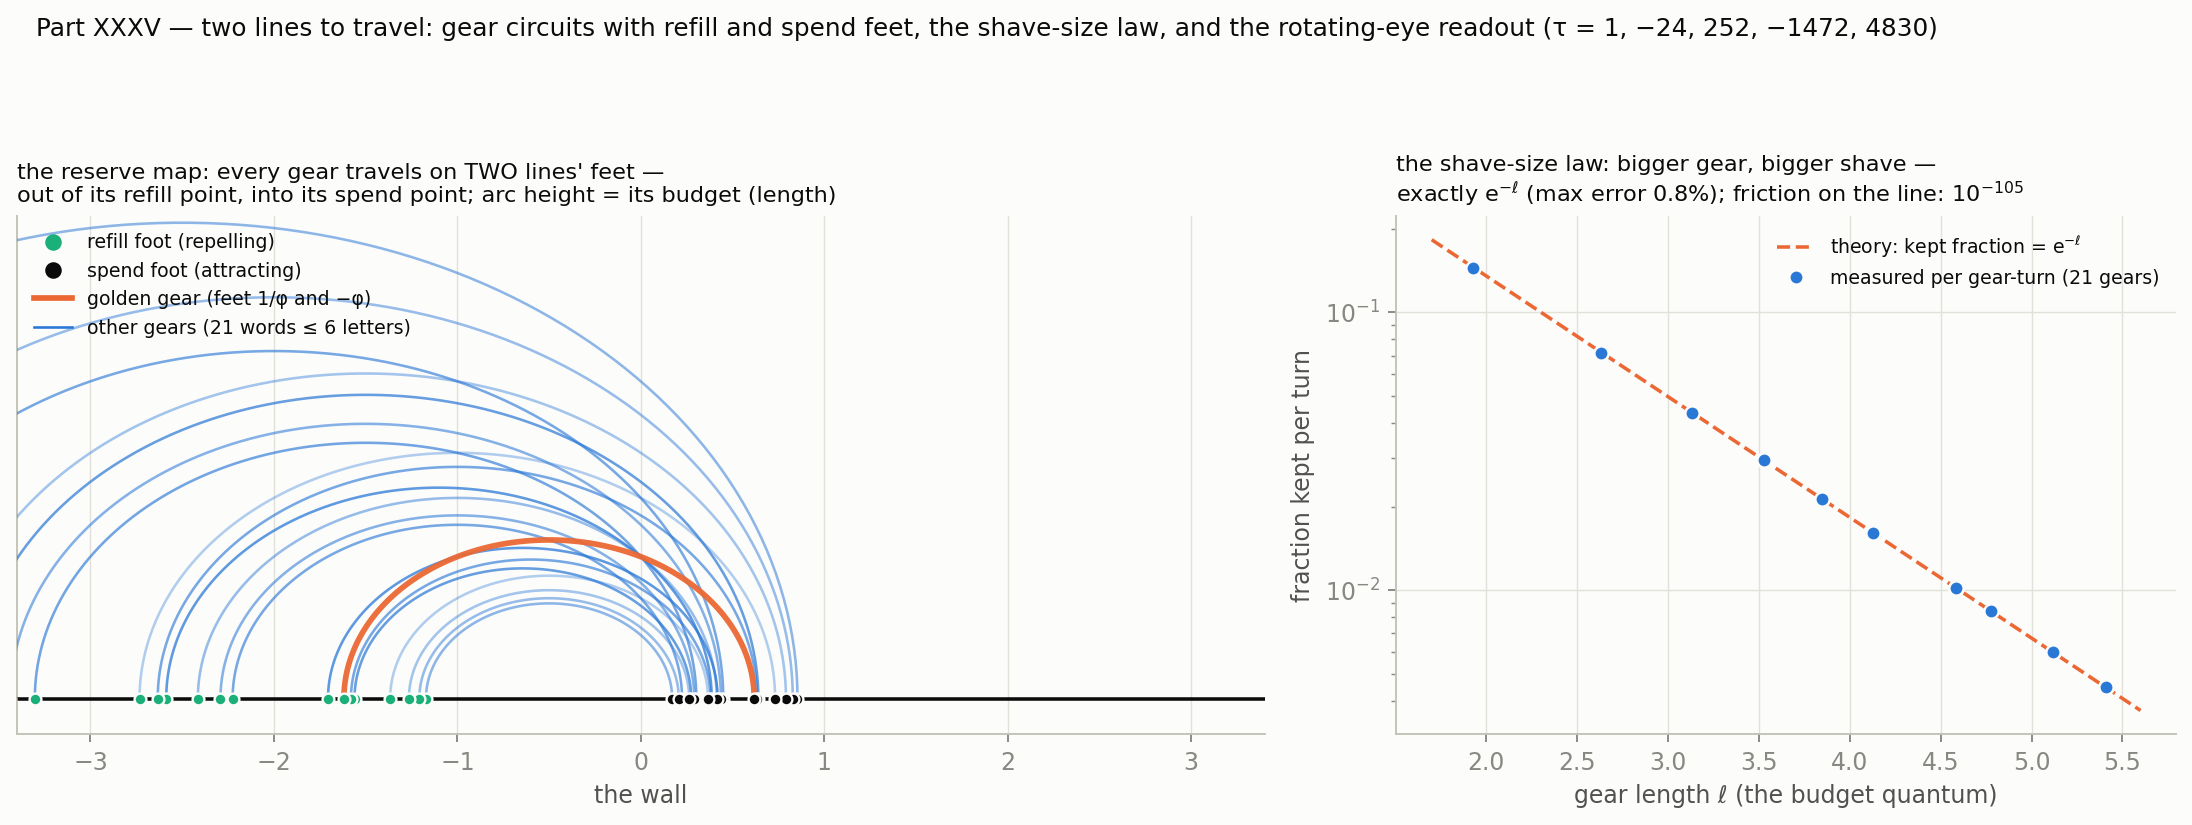 Part XXXV — two lines to travel: gear circuits with refill and spend feet, the shave-size law, and the rotating-eye readout (τ = 1, −24, 252, −1472, 4830)
the reserve map: every gear travels on TWO lines' feet —
out of its refill point, into its spend point; arc height = its budget (length)
refill foot (repelling)
spend foot (attracting)
golden gear (feet 1/φ and −φ)
other gears (21 words ≤ 6 letters)
−3 −2 −1 0 1 2 3
the wall
the shave-size law: bigger gear, bigger shave —
exactly e^−ℓ (max error 0.8%); friction on the line: 10^−105
theory: kept fraction = e^−ℓ
measured per gear-turn (21 gears)
fraction kept per turn
10^−1
10^−2
2.0 2.5 3.0 3.5 4.0 4.5 5.0 5.5
gear length ℓ (the budget quantum)